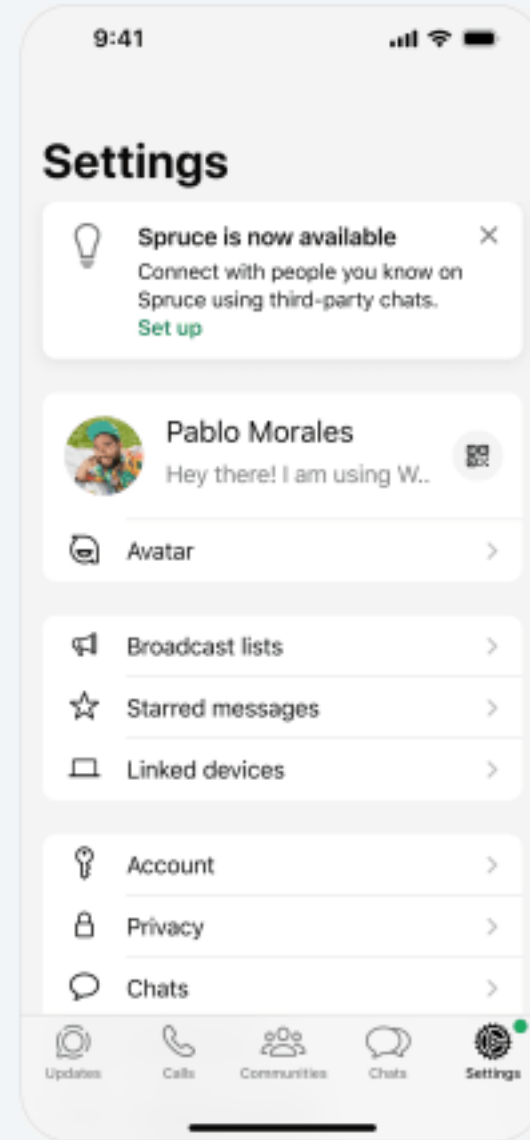 9:41
Settings
Spruce is now available
Connect with people you know on
Spruce using third-party chats.
Set up
Pablo Morales
Hey there! I am using W..
Avatar
Broadcast lists
Starred messages
Linked devices
Account
Privacy
Chats
Updates
Calls
Communities
Chats
Settings